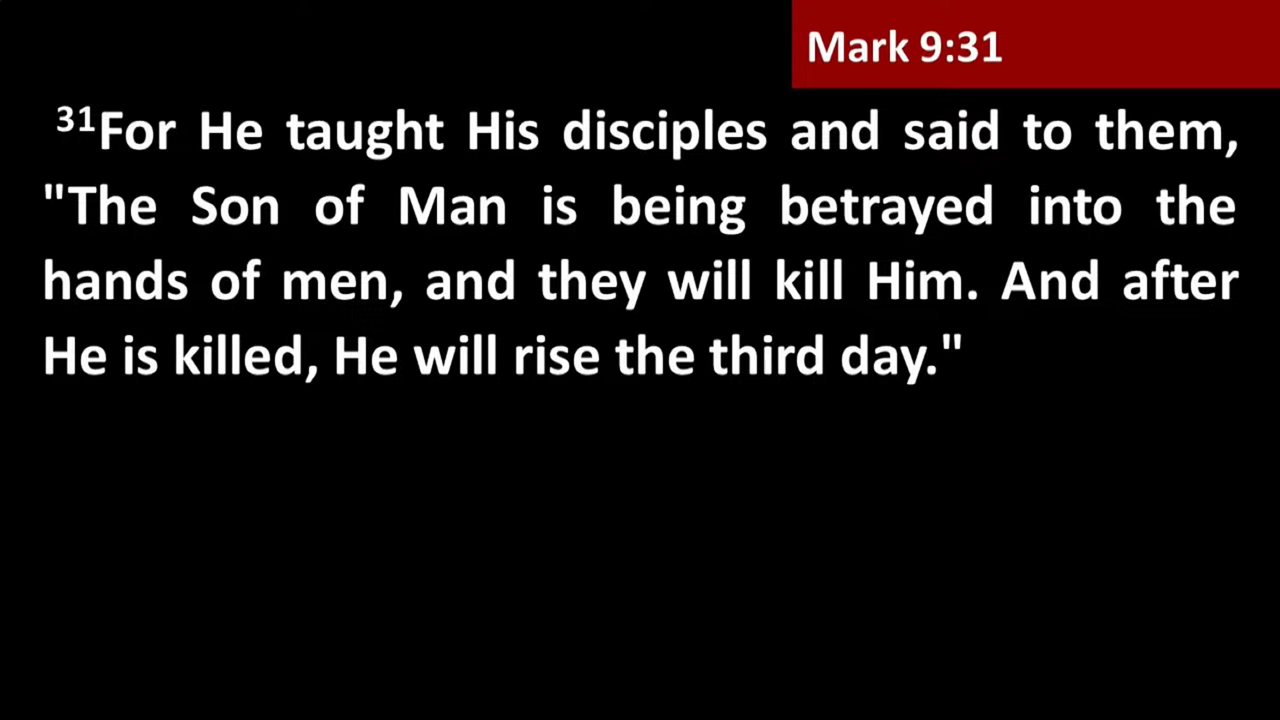 Mark 9:31
31For He taught His disciples and said to them,
"The Son of Man is being betrayed into the
hands of men, and they will kill Him. And after
He is killed, He will rise the third day."